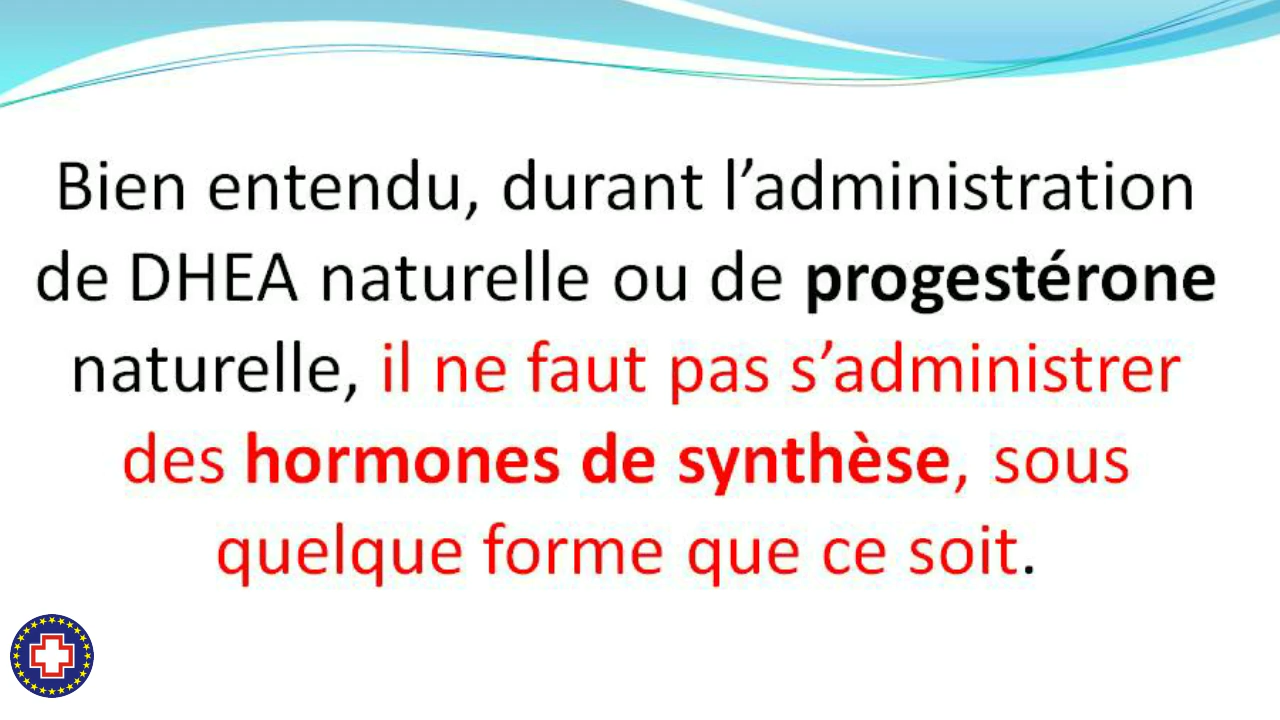 Bien entendu, durant l’administration
de DHEA naturelle ou de progestérone
naturelle, il ne faut pas s’administrer
des hormones de synthèse, sous
quelque forme que ce soit.